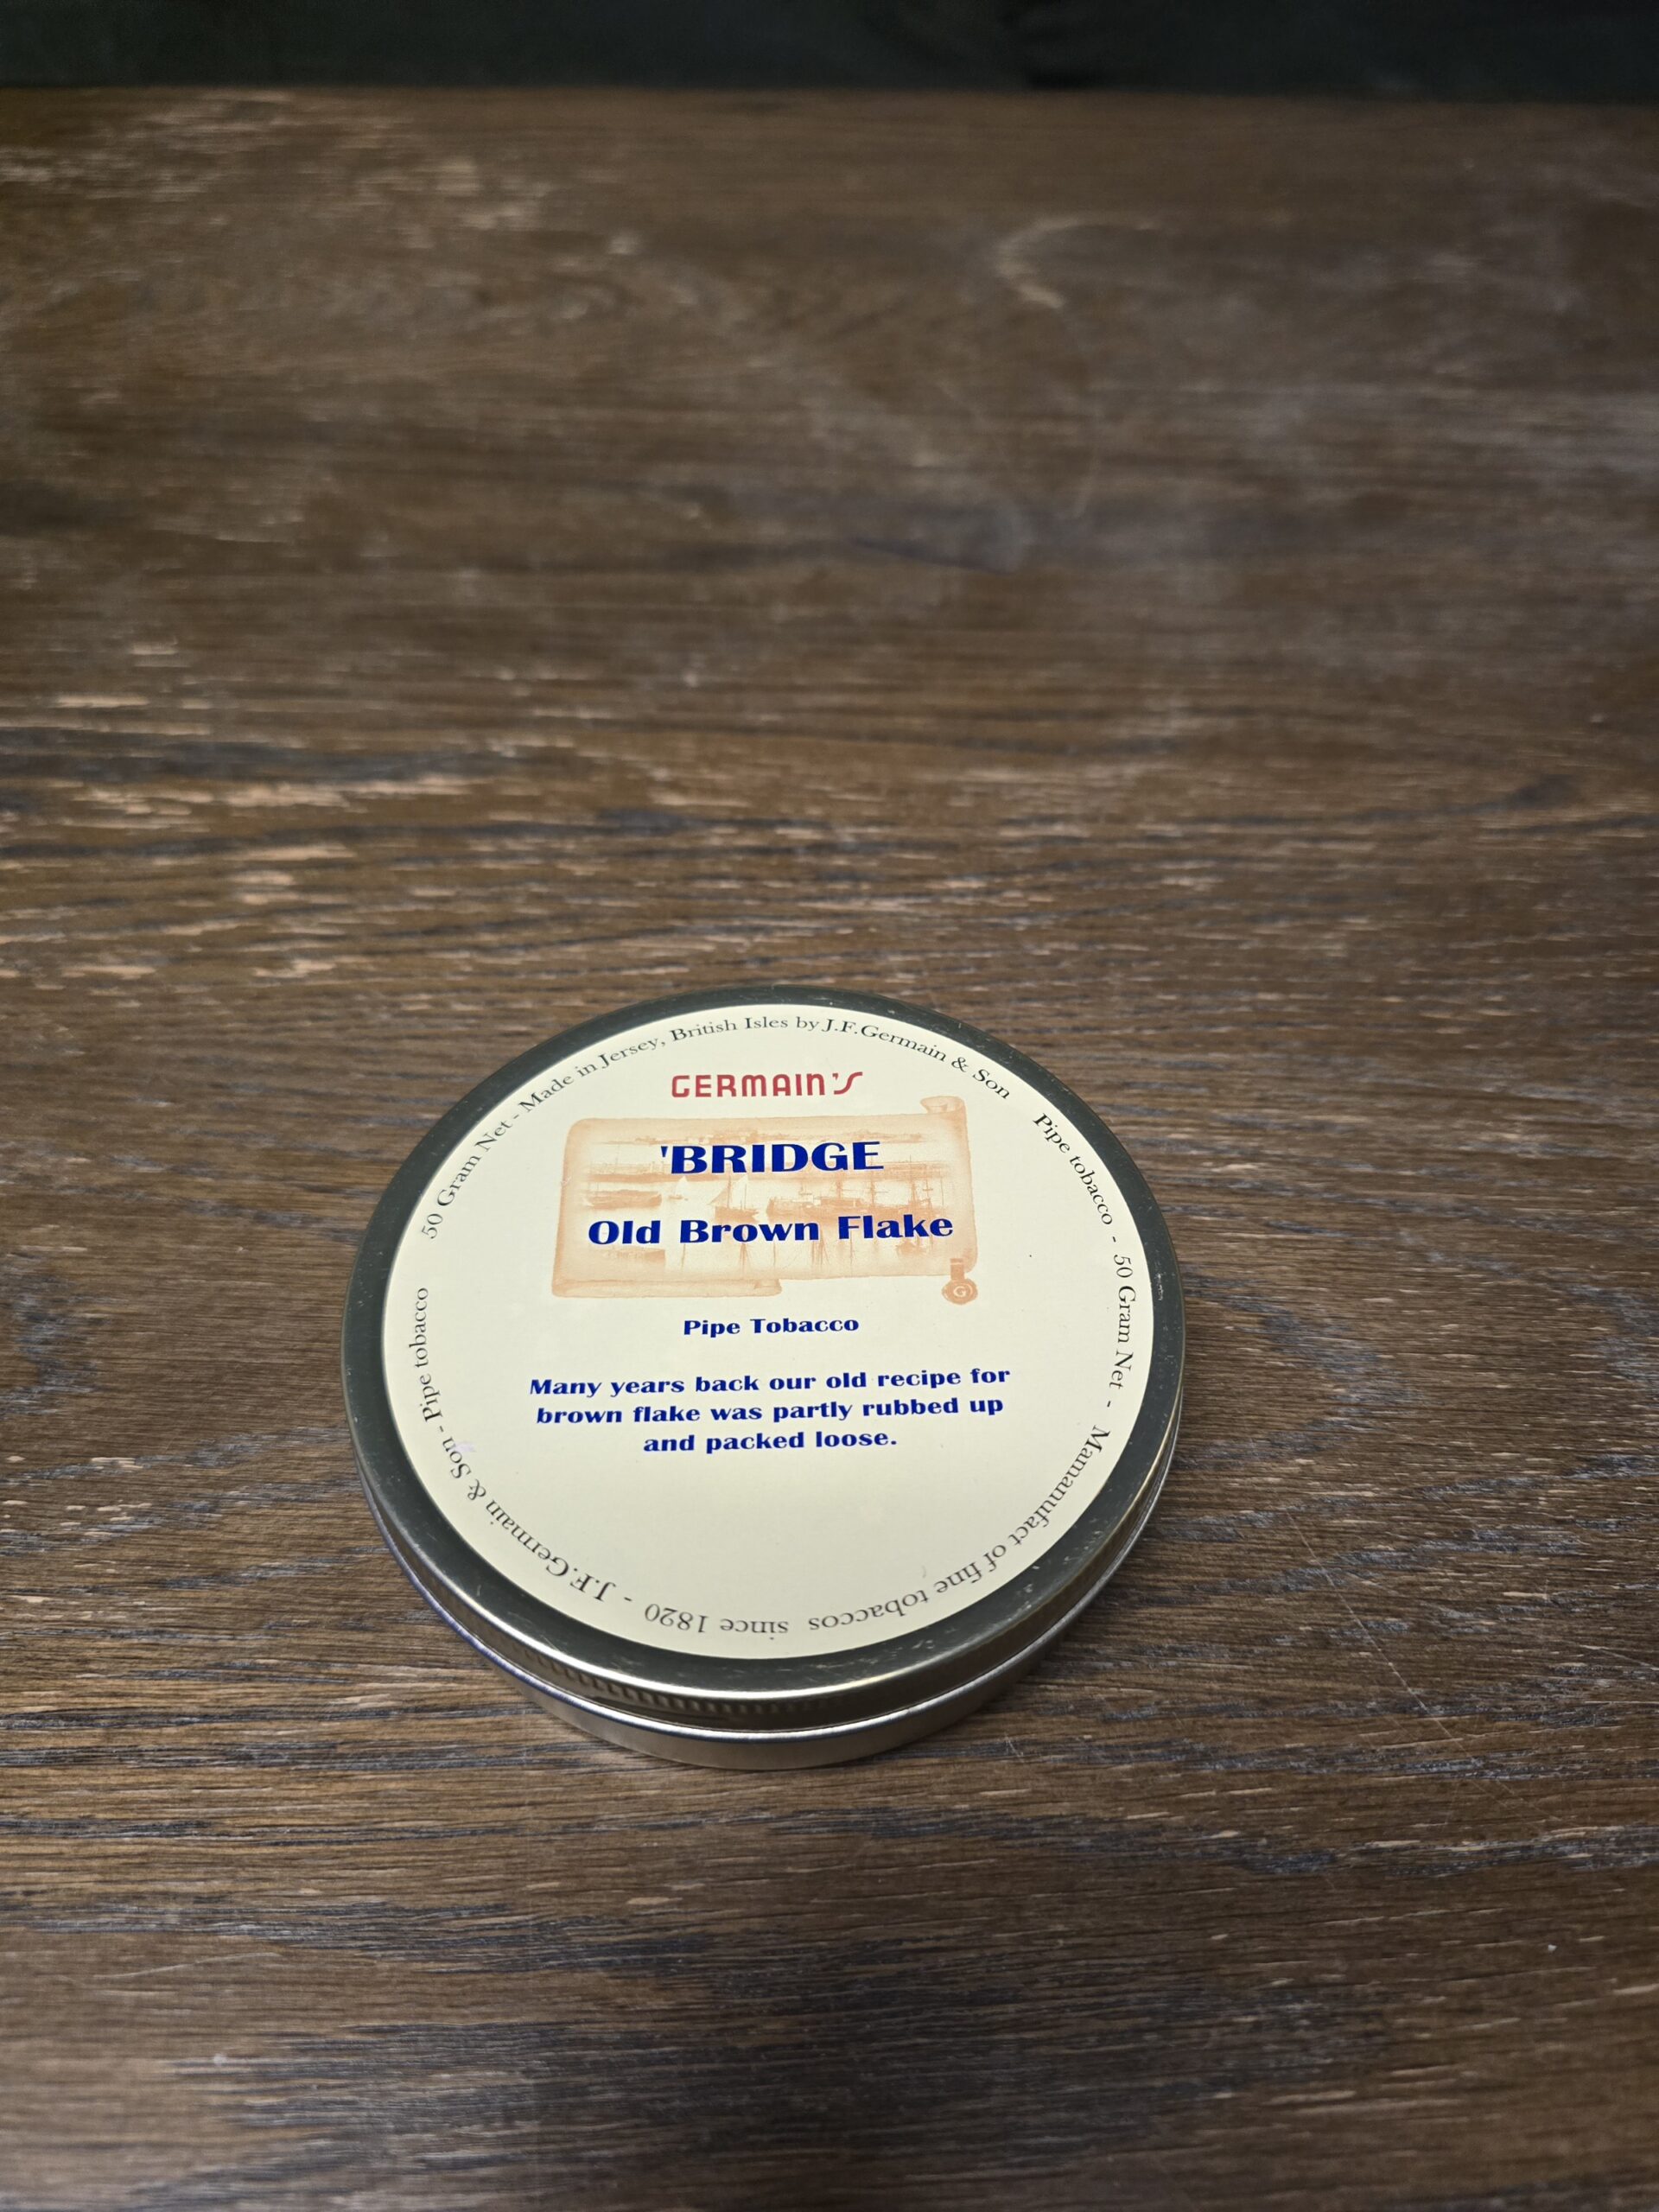 50 Gram Net - Made in Jersey, British Isles by J.F.Germain & Son
Pipe tobacco - 50 Gram Net - Mamanufact of fine tobaccos since 1820 - J.F.Germain & Son - Pipe tobacco
GERMAIN'S
'BRIDGE
Old Brown Flake
G
Pipe Tobacco
Many years back our old recipe for
brown flake was partly rubbed up
and packed loose.